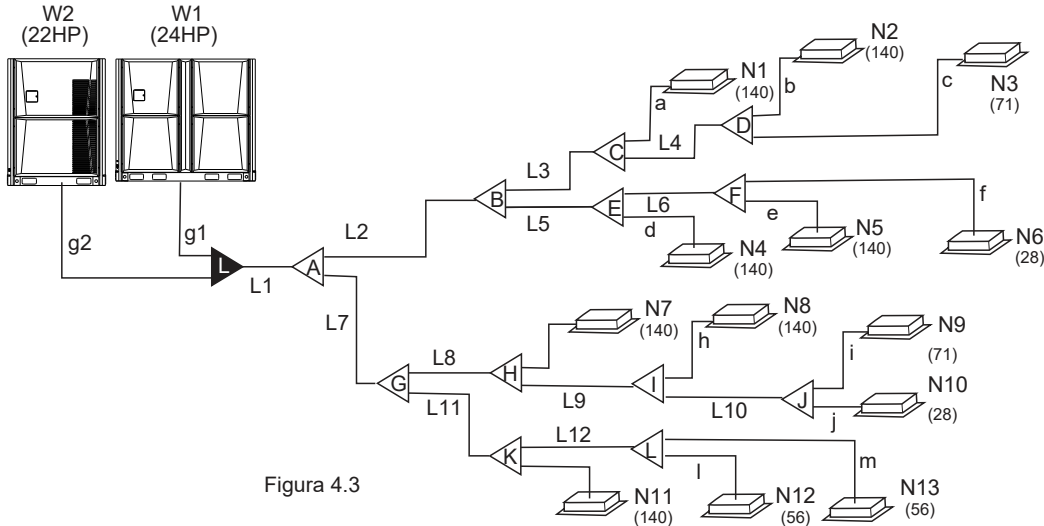 W2
(22HP)
W1
(24HP)
N1
(140)
N2
(140)
N3
(71)
a
b
c
D
C
L4
L3
B
L5
E
L6
F
d
e
f
N4
(140)
N5
(140)
N6
(28)
g2
g1
L
L1
A
L2
L7
N7
(140)
N8
(140)
N9
(71)
N10
(28)
h
i
j
L8
H
I
G
L9
L10
J
L11
L12
K
L
l
m
N11
(140)
N12
(56)
N13
(56)
Figura 4.3